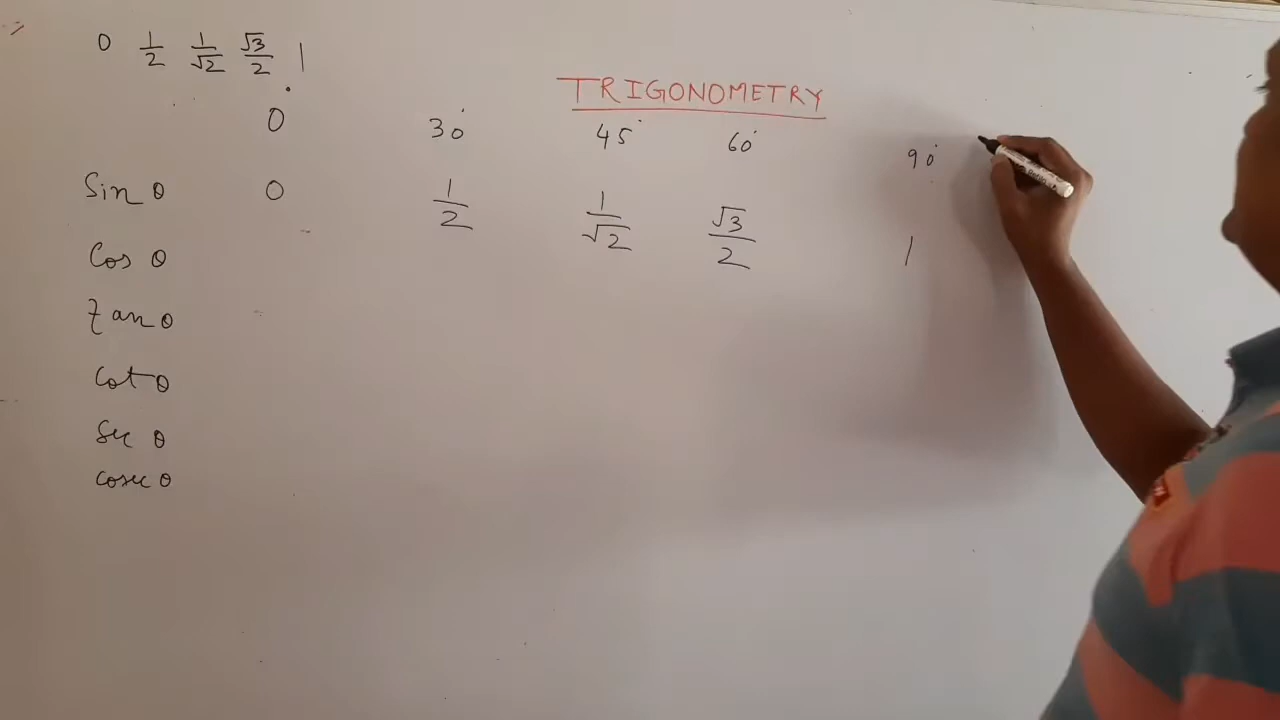 0 1/2 1/√2 √3/2 1
TRIGONOMETRY
0 30° 45° 60° 90°
Sin θ 0 1/2 1/√2 √3/2 1
Cos θ
Tan θ
Cot θ
Sec θ
Cosec θ